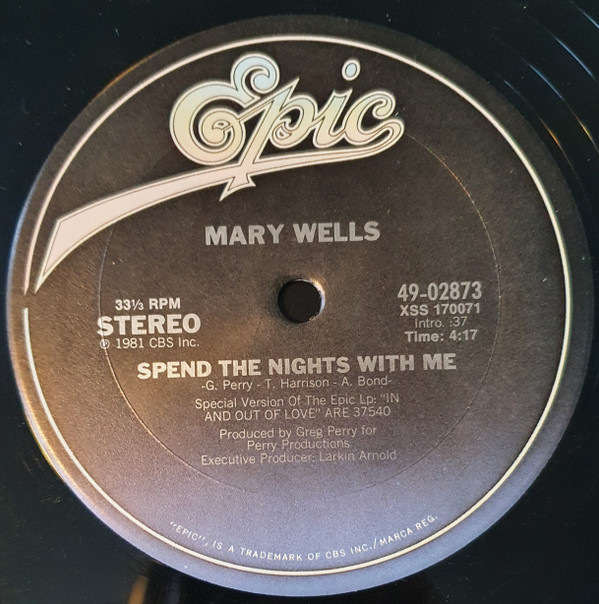 Epic
MARY WELLS
33⅓ RPM
STEREO
℗ 1981 CBS Inc.
49-02873
XSS 170071
Intro. :37
Time: 4:17
SPEND THE NIGHTS WITH ME
-G. Perry - T. Harrison - A. Bond-
Special Version Of The Epic Lp: "IN
AND OUT OF LOVE" ARE 37540
Produced by Greg Perry for
Perry Productions
Executive Producer: Larkin Arnold
"EPIC", IS A TRADEMARK OF CBS INC./MARCA REG.